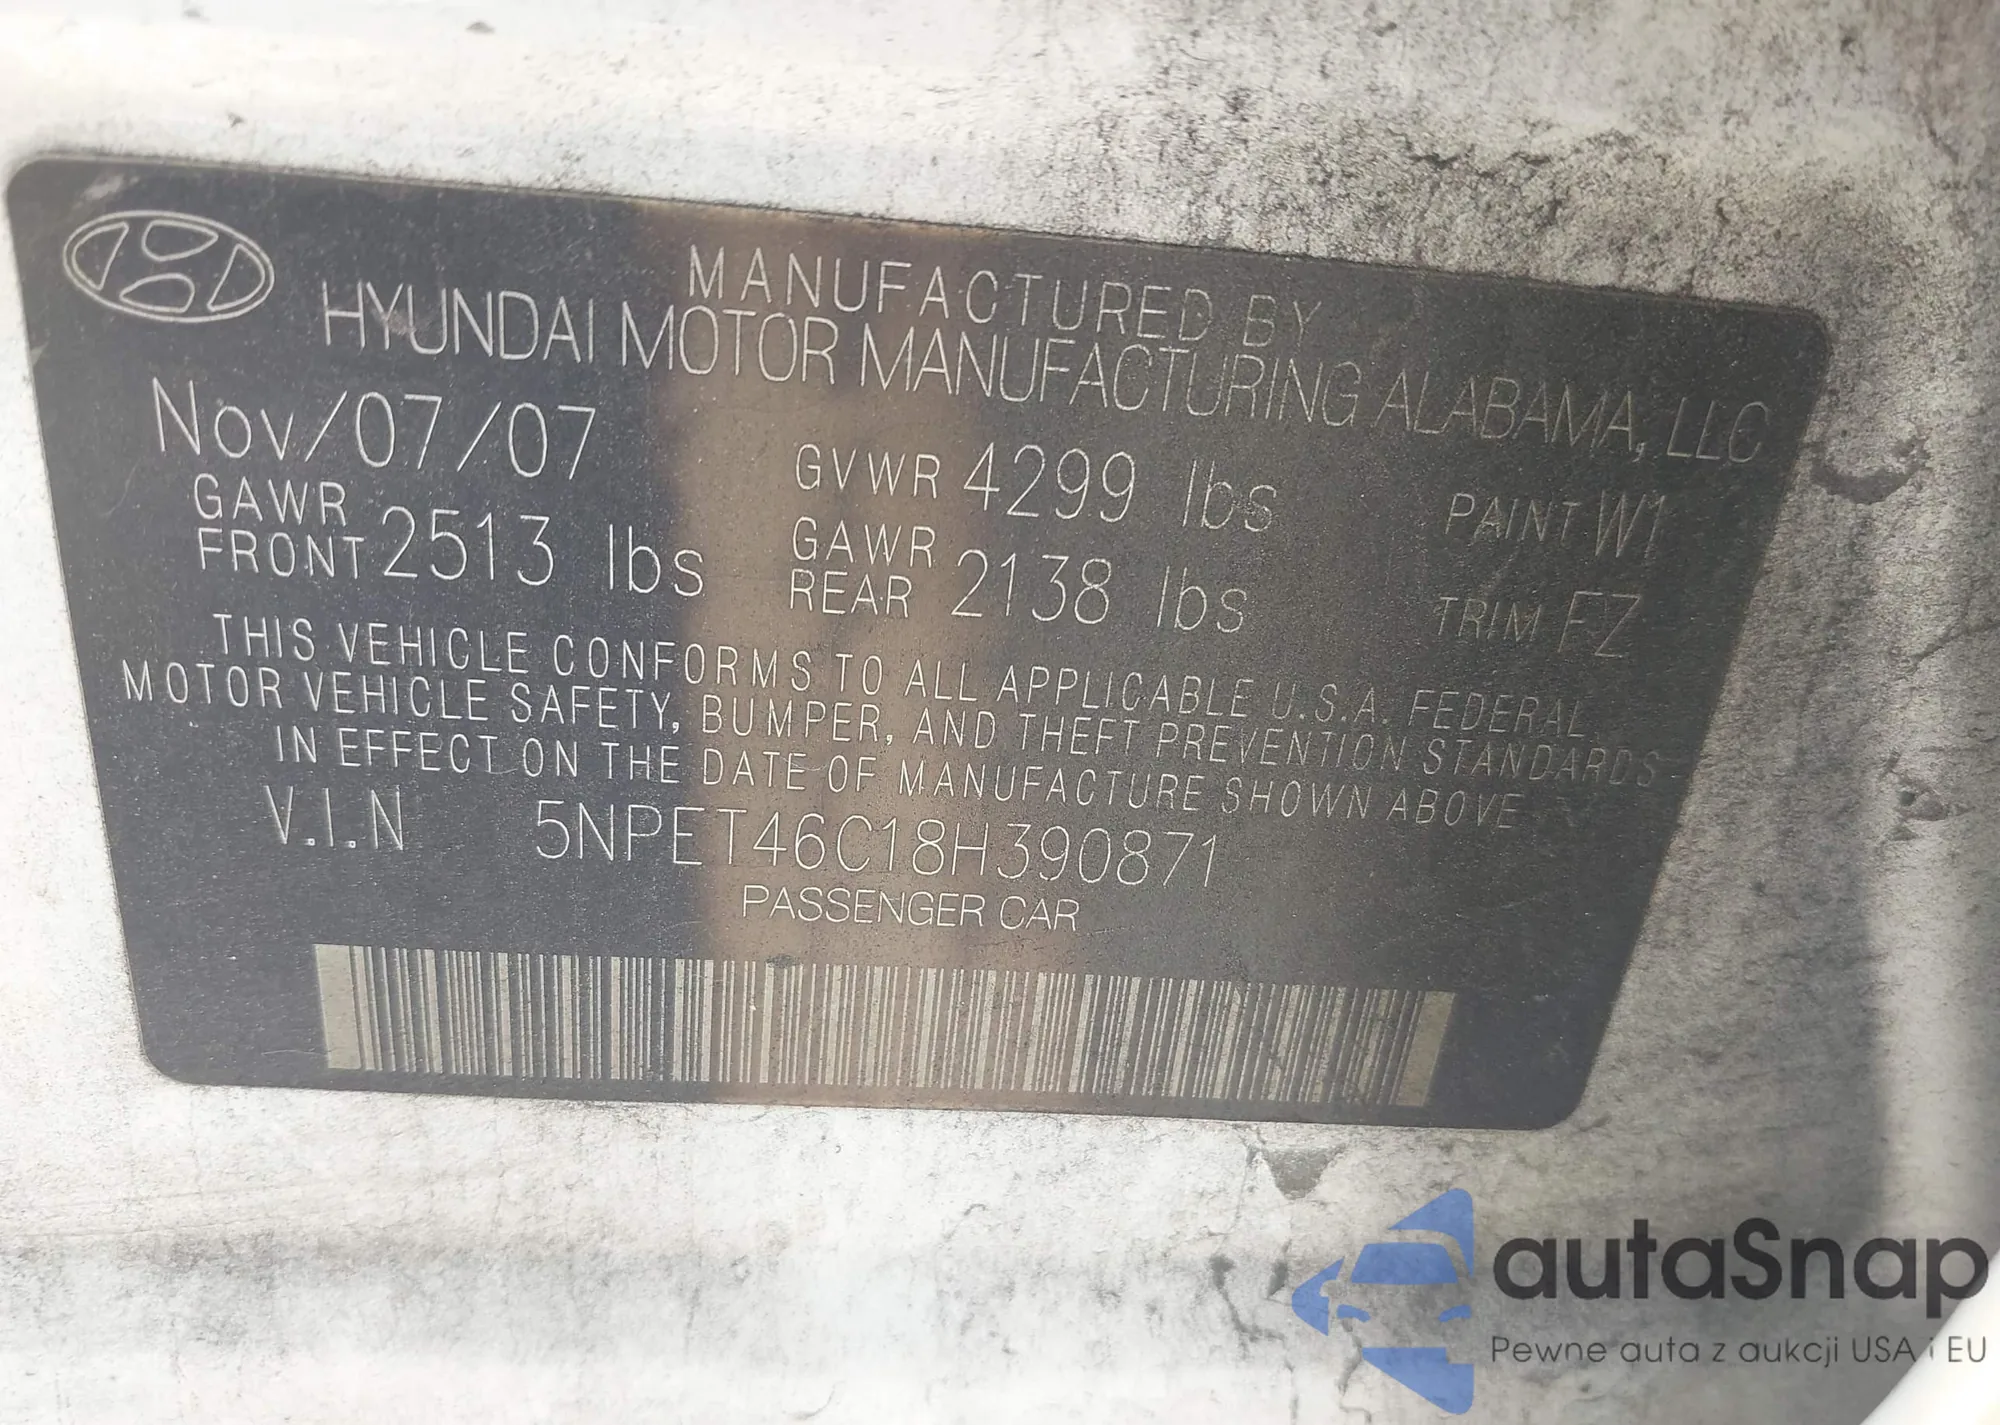 MANUFACTURED BY
HYUNDAI MOTOR MANUFACTURING ALABAMA, LLC
Nov/07/07 GVWR 4299 lbs PAINT W1
GAWR FRONT 2513 lbs GAWR REAR 2138 lbs TRIM FZ
THIS VEHICLE CONFORMS TO ALL APPLICABLE U.S.A. FEDERAL
MOTOR VEHICLE SAFETY, BUMPER, AND THEFT PREVENTION STANDARDS
IN EFFECT ON THE DATE OF MANUFACTURE SHOWN ABOVE
V.I.N 5NPET46C18H390871
PASSENGER CAR
autaSnap
Pewne auta z aukcji USA i EU